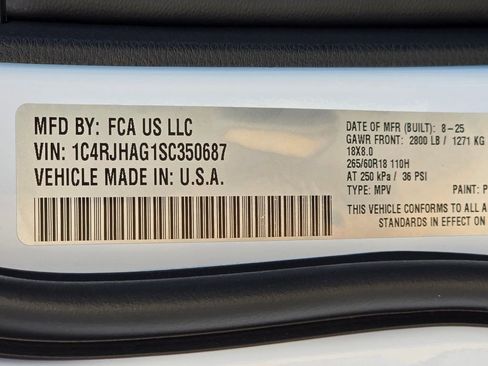 MFD BY: FCA US LLC
VIN: 1C4RJHAG1SC350687
VEHICLE MADE IN: U.S.A.
DATE OF MFR (BUILT): 8-25
GAWR FRONT: 2800 LB / 1271 KG
18X8.0
265/60R18 110H
AT 250 kPa / 36 PSI
TYPE: MPV PAINT: P
THIS VEHICLE CONFORMS TO ALL A
STANDARDS IN EFFECT ON